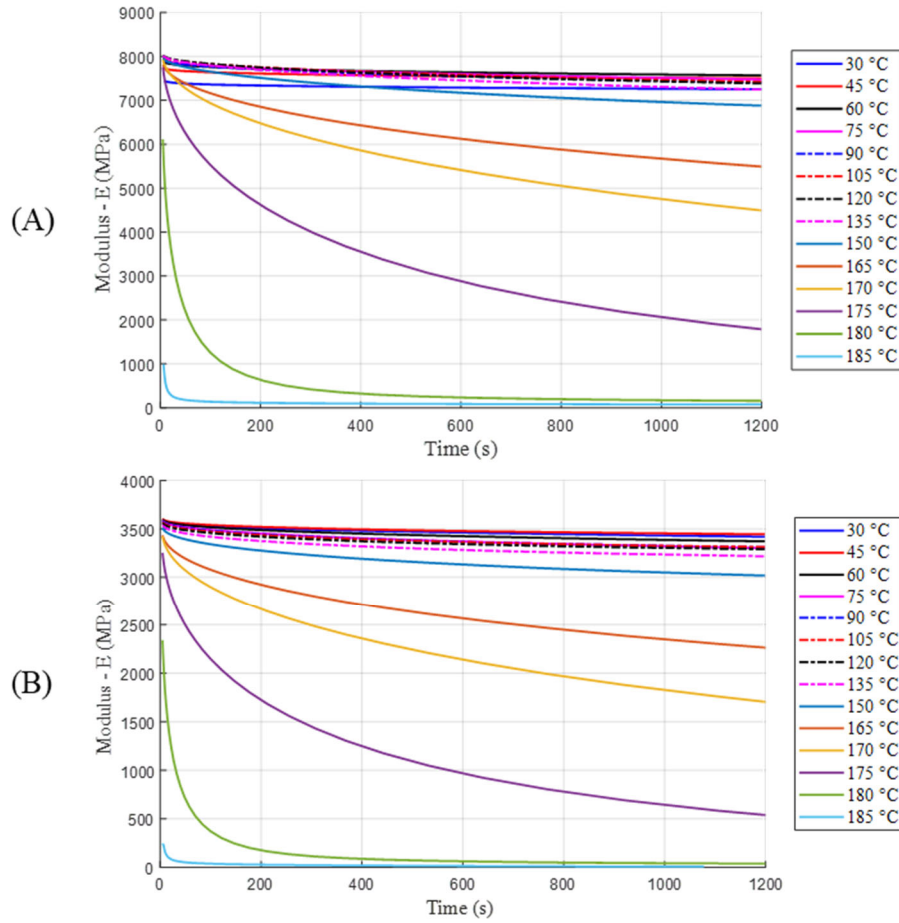 (A)
Modulus - E (MPa)
9000
8000
7000
6000
5000
4000
3000
2000
1000
0
0 200 400 600 800 1000 1200
Time (s)
30 °C
45 °C
60 °C
75 °C
90 °C
105 °C
120 °C
135 °C
150 °C
165 °C
170 °C
175 °C
180 °C
185 °C
(B)
Modulus - E (MPa)
4000
3500
3000
2500
2000
1500
1000
500
0
0 200 400 600 800 1000 1200
Time (s)
30 °C
45 °C
60 °C
75 °C
90 °C
105 °C
120 °C
135 °C
150 °C
165 °C
170 °C
175 °C
180 °C
185 °C